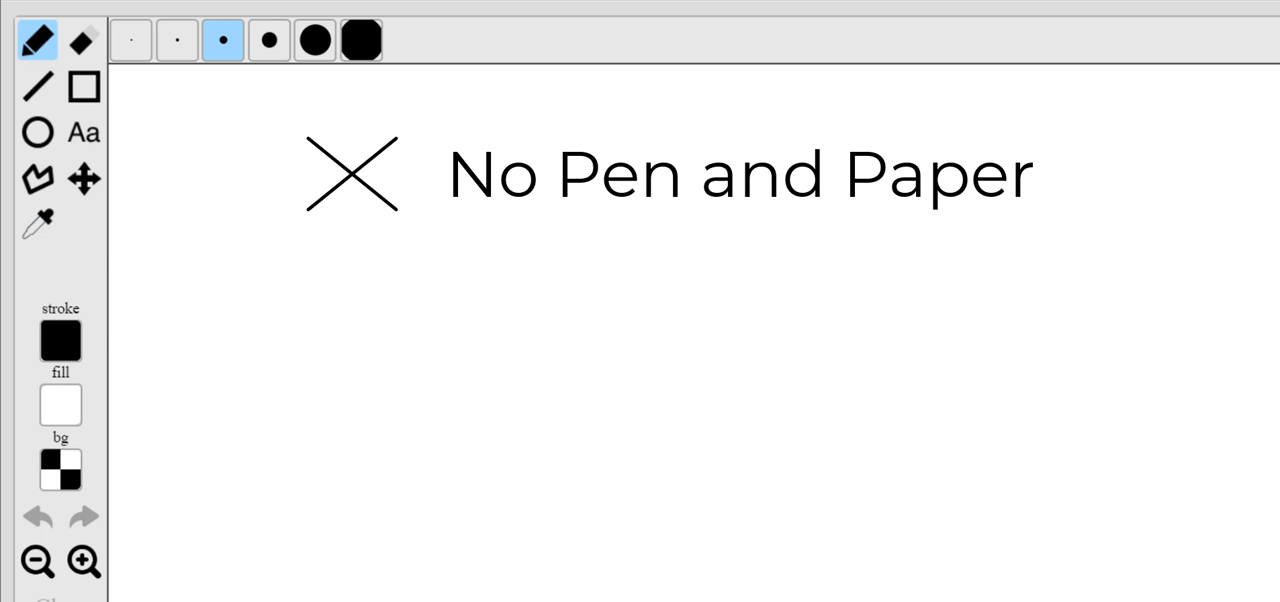 Aa
No Pen and Paper
stroke
fill
bg